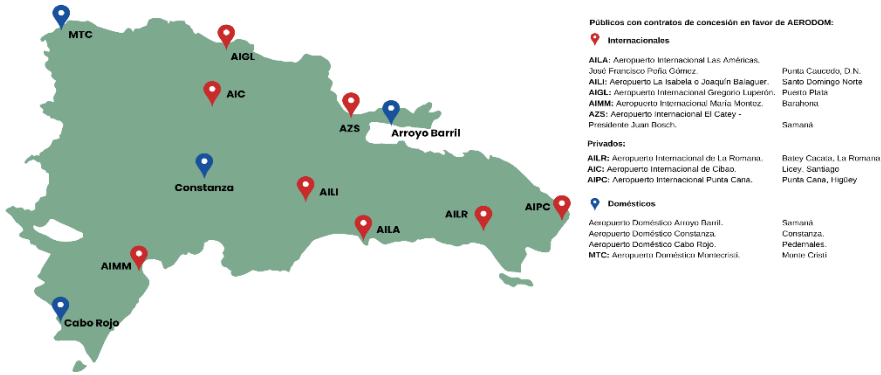 MTC
AIGL
AIC
AZS
Arroyo Barril
Constanza
AILI
AILR
AIPC
AILA
AIMM
Cabo Rojo
Públicos con contratos de concesión en favor de AERODOM:
Internacionales
AILA: Aeropuerto Internacional Las Américas.
José Francisco Peña Gómez. Punta Caucedo, D.N.
AILI: Aeropuerto La Isabela o Joaquín Balaguer. Santo Domingo Norte
AIGL: Aeropuerto Internacional Gregorio Luperón. Puerto Plata
AIMM: Aeropuerto Internacional María Montez. Barahona
AZS: Aeropuerto Internacional El Catey -
Presidente Juan Bosch. Samaná
Privados:
AILR: Aeropuerto Internacional de La Romana. Batey Cacata, La Romana
AIC: Aeropuerto Internacional de Cibao. Licey, Santiago
AIPC: Aeropuerto Internacional Punta Cana. Punta Cana, Higüey
Domésticos
Aeropuerto Doméstico Arroyo Barril. Samaná
Aeropuerto Doméstico Constanza. Constanza.
Aeropuerto Doméstico Cabo Rojo. Pedernales.
MTC: Aeropuerto Doméstico Montecristi. Monte Cristi